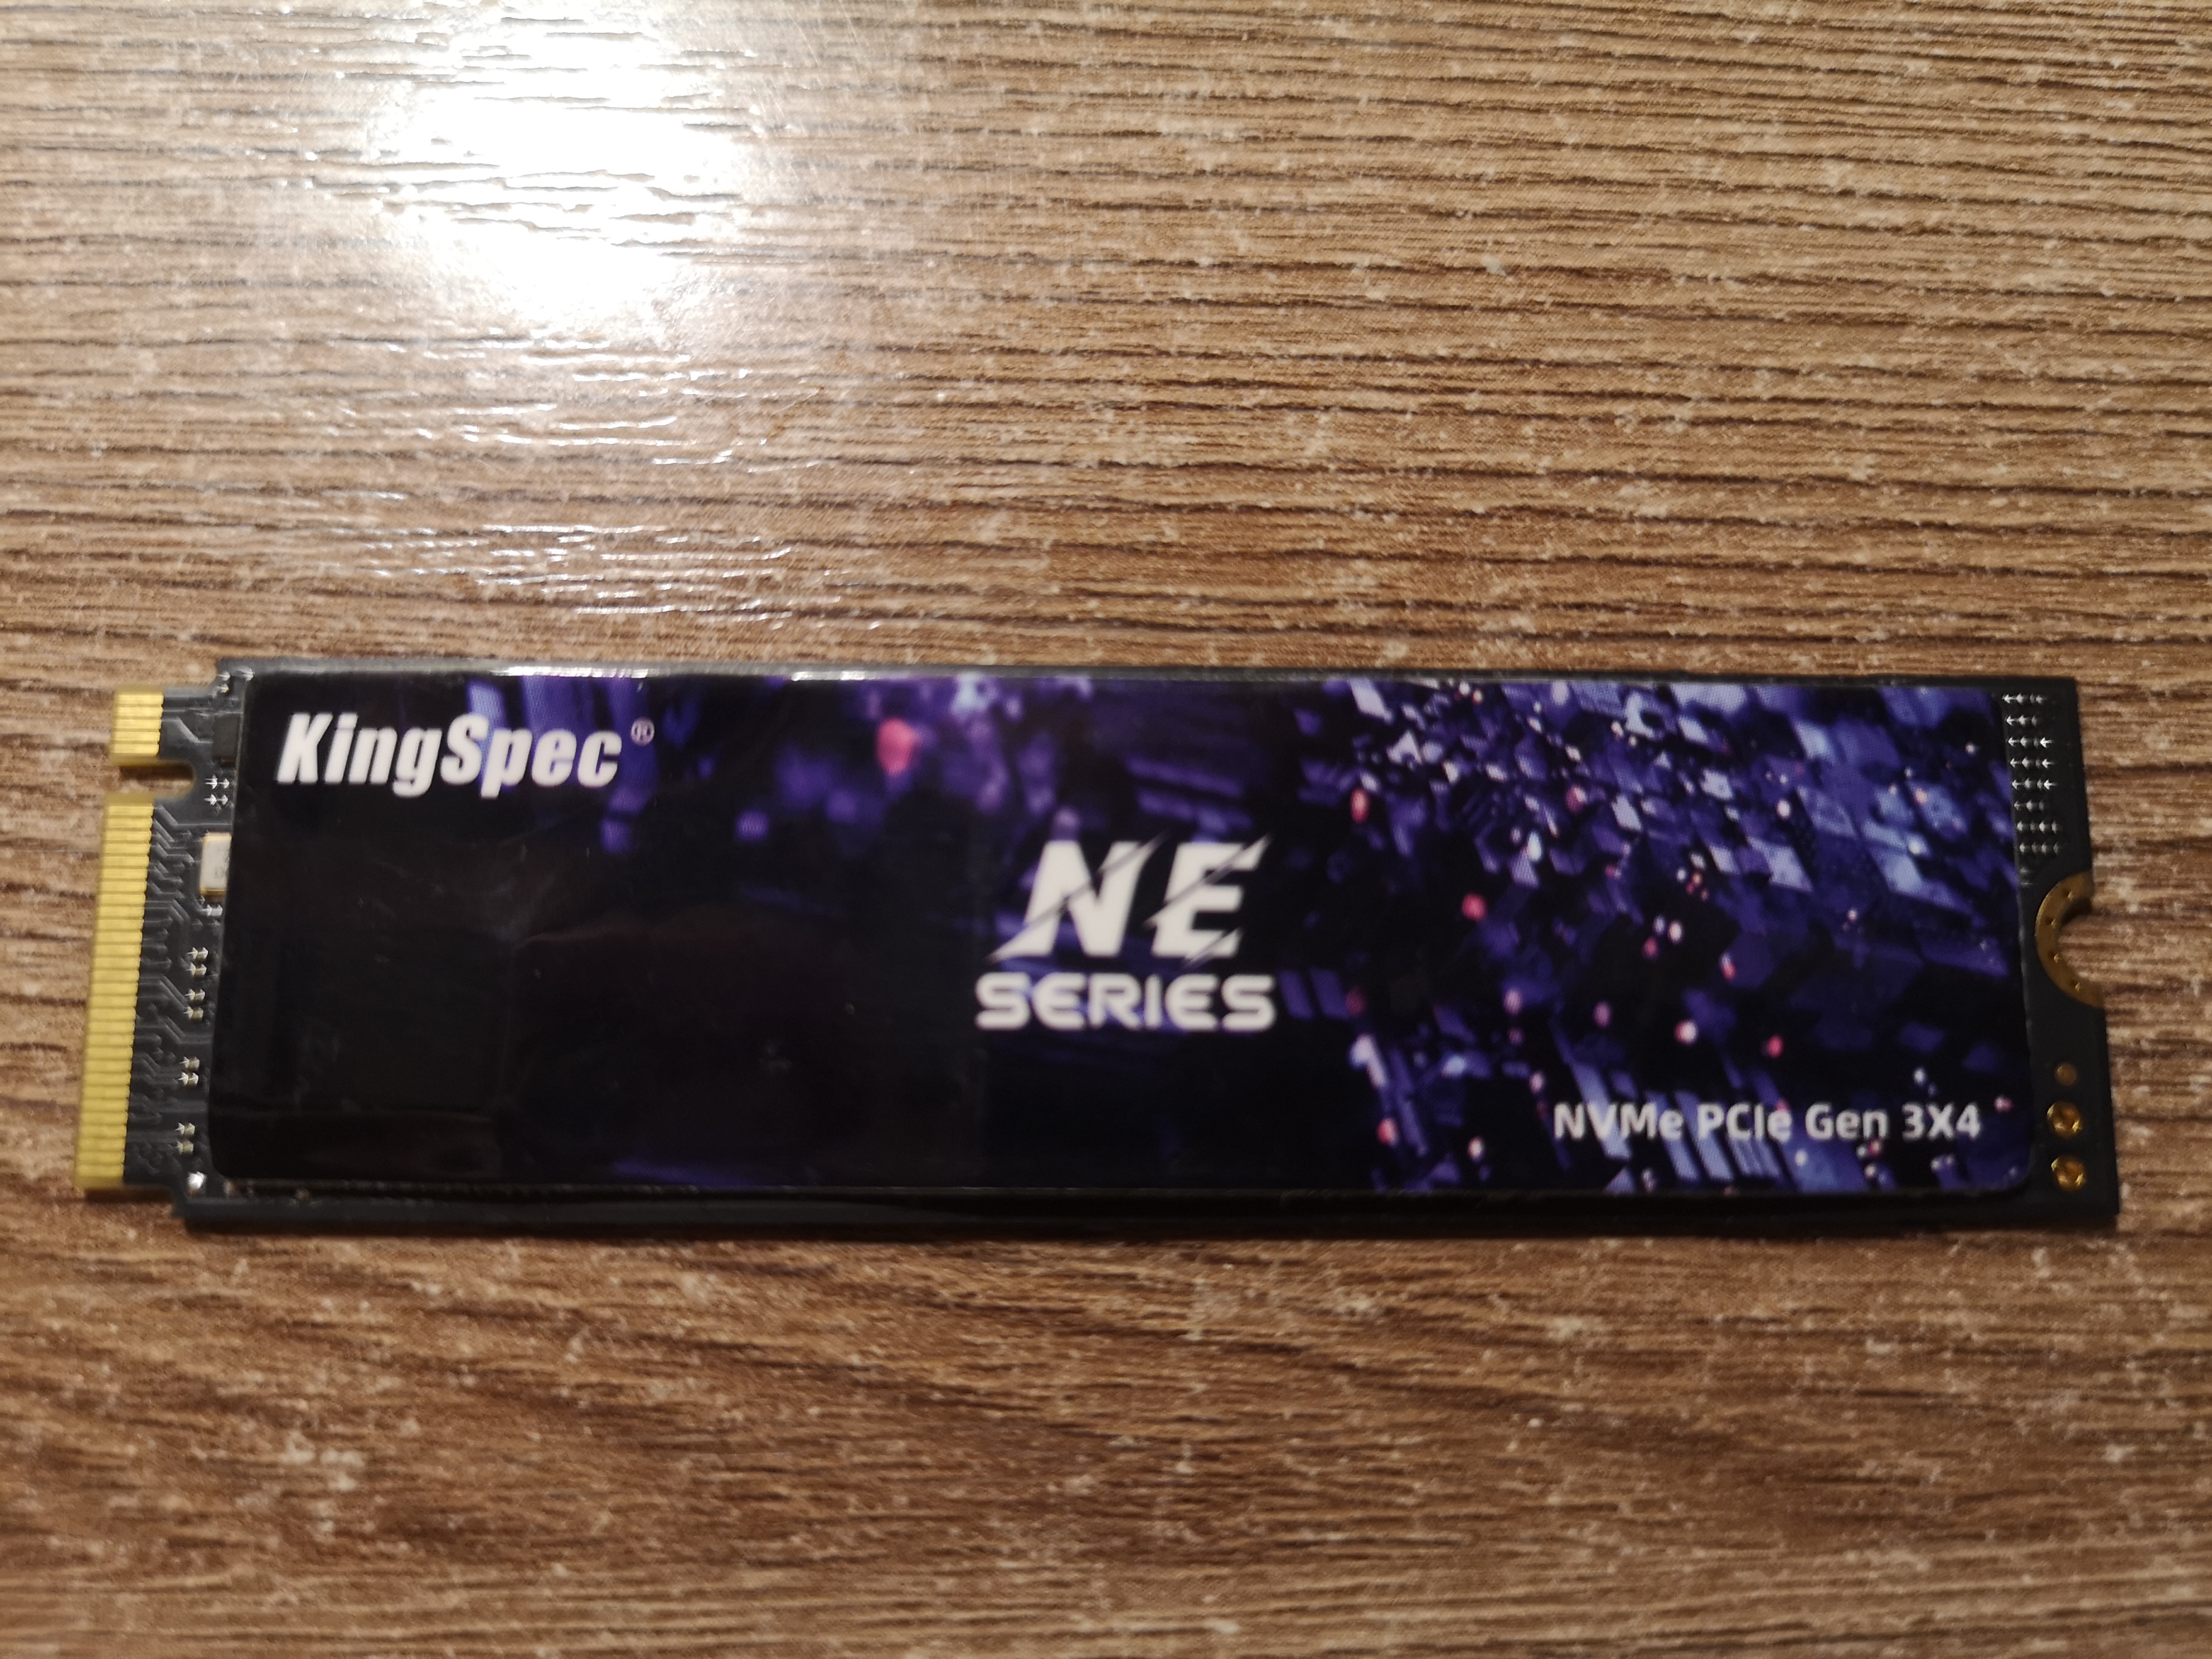 KingSpec®
NE
SERIES
NVMe PCIe Gen 3X4